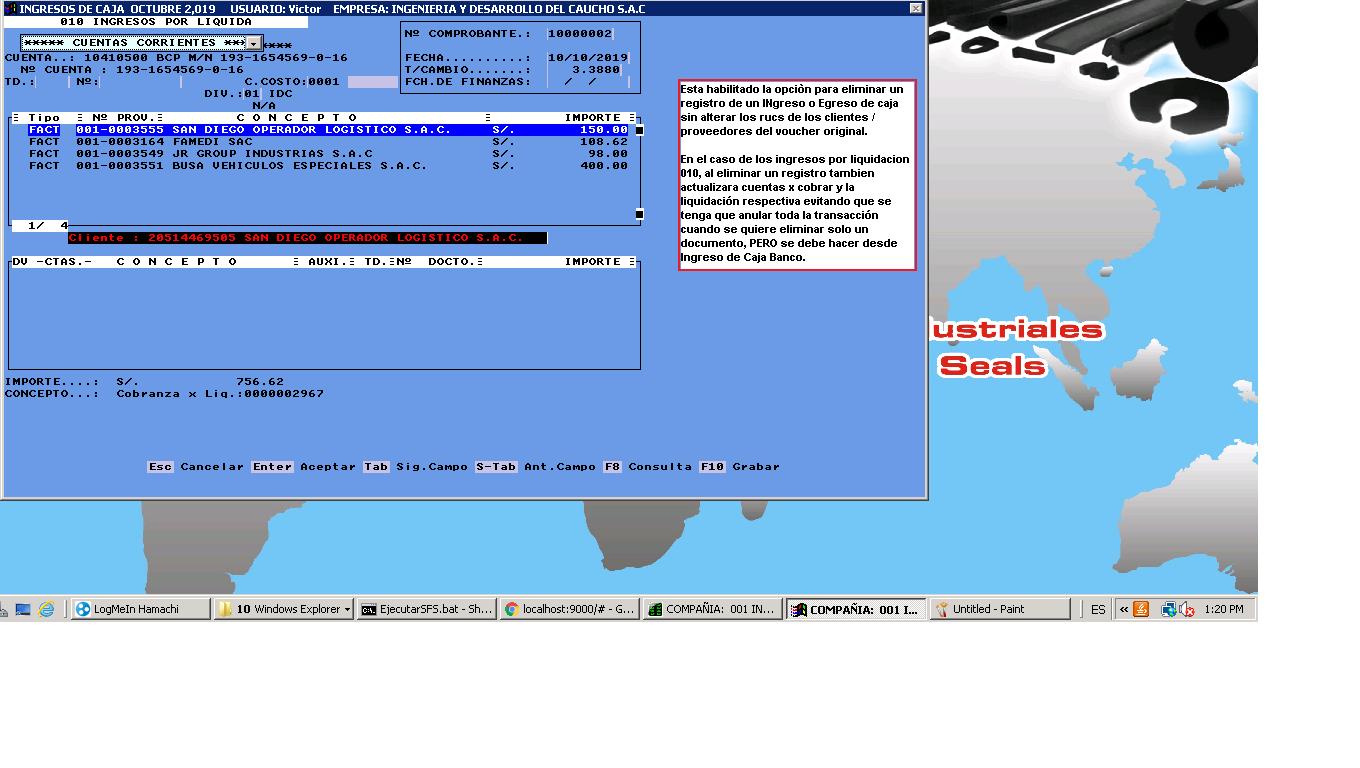 INGRESOS DE CAJA OCTUBRE 2,019 USUARIO: Victor EMPRESA: INGENIERIA Y DESARROLLO DEL CAUCHO S.A.C
010 INGRESOS POR LIQUIDA
***** CUENTAS CORRIENTES *** ****
CUENTA..: 10410500 BCP M/N 193-1654569-0-16
Nº CUENTA : 193-1654569-0-16
TD.: Nº: C.COSTO:0001
DIV.:01 IDC
N/A
Nº COMPROBANTE.: 10000002
FECHA..........: 10/10/2019
T/CAMBIO.......: 3.3880
FCH.DE FINANZAS: / /
Tipo Nº PROV. C O N C E P T O IMPORTE
FACT 001-0003555 SAN DIEGO OPERADOR LOGISTICO S.A.C. S/. 150.00
FACT 001-0003164 FAMEDI SAC S/. 108.62
FACT 001-0003549 JR GROUP INDUSTRIAS S.A.C S/. 98.00
FACT 001-0003551 BUSA VEHICULOS ESPECIALES S.A.C. S/. 400.00
1/ 4
Cliente : 20514469505 SAN DIEGO OPERADOR LOGISTICO S.A.C.
DV -CTAS.- C O N C E P T O AUXI. TD. Nº DOCTO. IMPORTE
IMPORTE....: S/. 756.62
CONCEPTO...: Cobranza x Liq.:0000002967
Esc Cancelar Enter Aceptar Tab Sig.Campo S-Tab Ant.Campo F8 Consulta F10 Grabar
Esta habilitado la opciòn para eliminar un
registro de un INgreso o Egreso de caja
sin alterar los rucs de los clientes /
proveedores del voucher original.
En el caso de los ingresos por liquidacion
010, al eliminar un registro tambien
actualizara cuentas x cobrar y la
liquidación respectiva evitando que se
tenga que anular toda la transacción
cuando se quiere eliminar solo un
documento, PERO se debe hacer desde
Ingreso de Caja Banco.
ustriales
Seals
LogMeIn Hamachi
10 Windows Explorer
EjecutarSFS.bat - Sh...
localhost:9000/# - G...
COMPAÑIA: 001 IN...
COMPAÑIA: 001 I...
Untitled - Paint
ES
«
1:20 PM